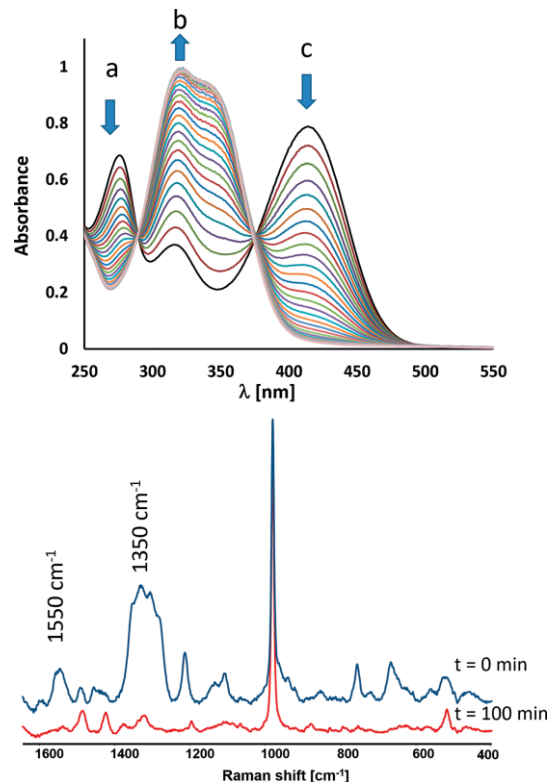 a
b
c
1
0.8
0.6
0.4
0.2
0
Absorbance
250 300 350 400 450 500 550
λ [nm]
1550 cm-1
1350 cm-1
t = 0 min
t = 100 min
1600 1400 1200 1000 800 600 400
Raman shift [cm-1]